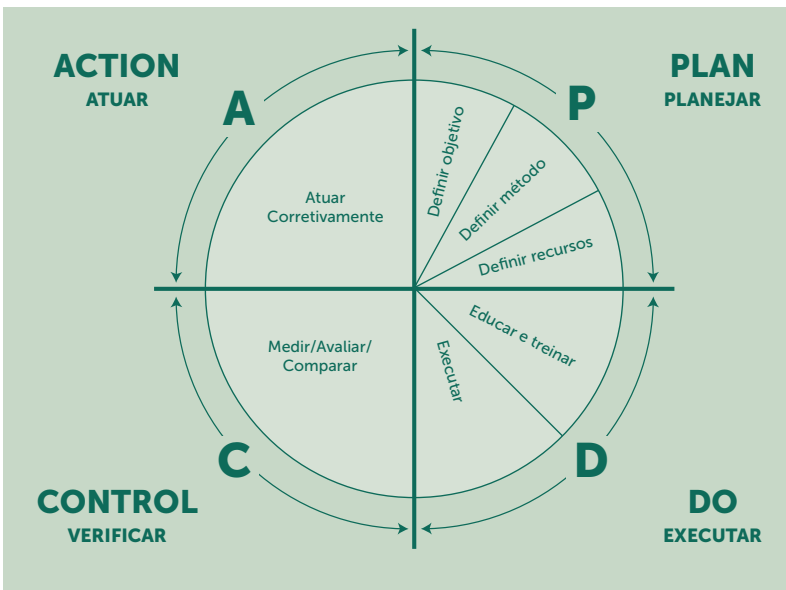 ACTION
ATUAR
A
PLAN
PLANEJAR
P
Atuar
Corretivamente
Definir objetivo
Definir método
Definir recursos
Medir/Avaliar/
Comparar
Executar
Educar e treinar
C
CONTROL
VERIFICAR
D
DO
EXECUTAR